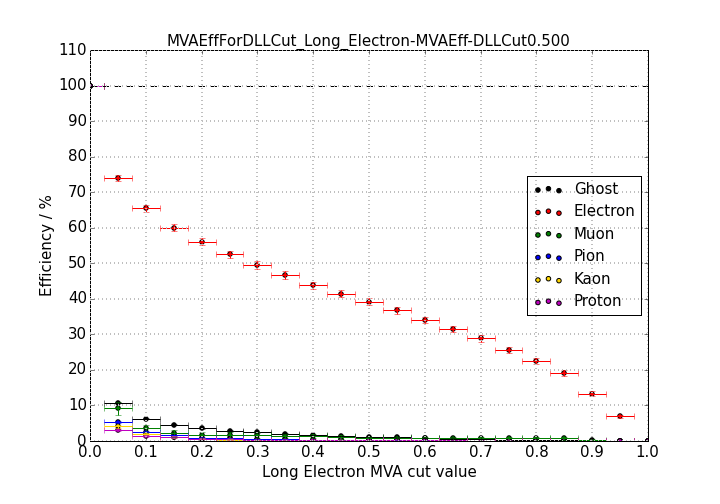 MVAEffForDLLCut_Long_Electron-MVAEff-DLLCut0.500
110
100
90
80
70
60
50
40
30
20
10
0
Efficiency / %
Ghost
Electron
Muon
Pion
Kaon
Proton
0.0 0.1 0.2 0.3 0.4 0.5 0.6 0.7 0.8 0.9 1.0
Long Electron MVA cut value